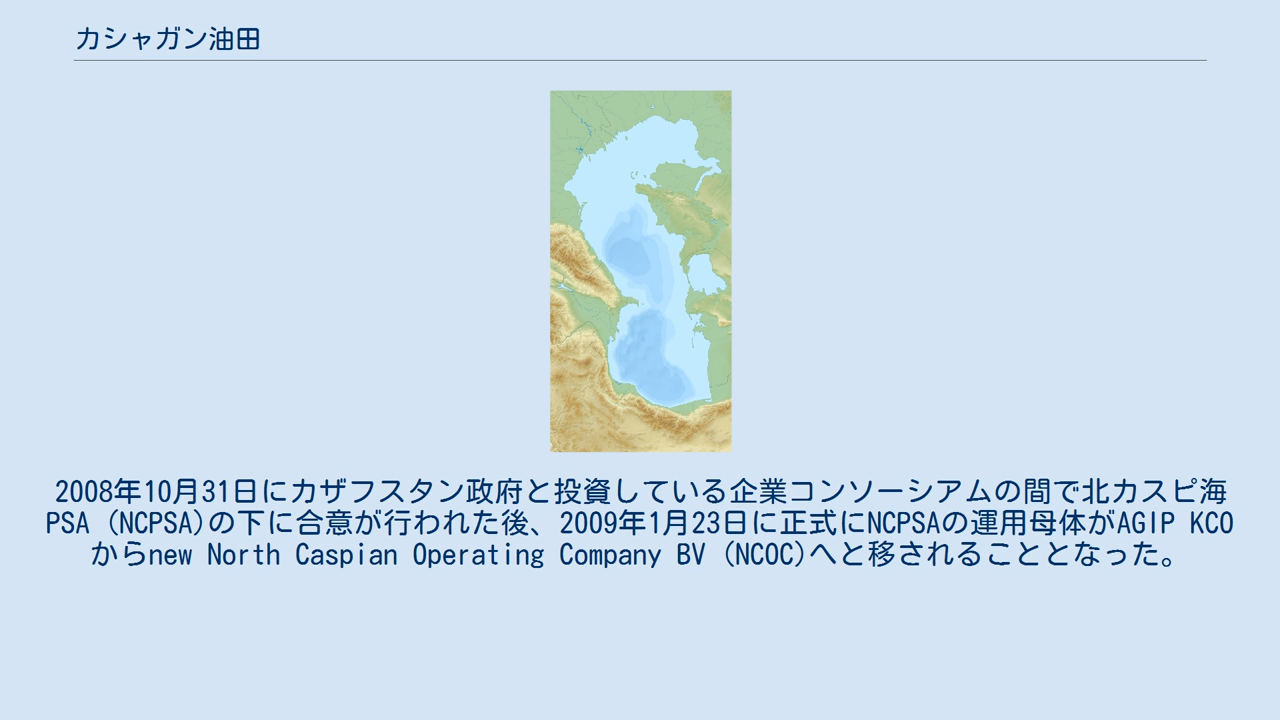 カシャガン油田
2008年10月31日にカザフスタン政府と投資している企業コンソーシアムの間で北カスピ海
PSA (NCPSA)の下に合意が行われた後、2009年1月23日に正式にNCPSAの運用母体がAGIP KCO
からnew North Caspian Operating Company BV (NCOC)へと移されることとなった。